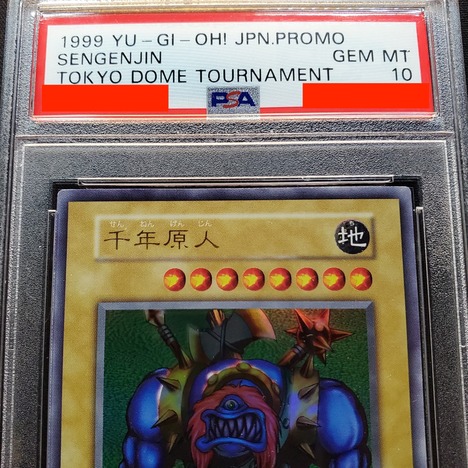 1999 YU-GI-OH! JPN.PROMO
SENGENJIN GEM MT
TOKYO DOME TOURNAMENT 10
PSA
せん ねん げん じん
千年原人
ち
地